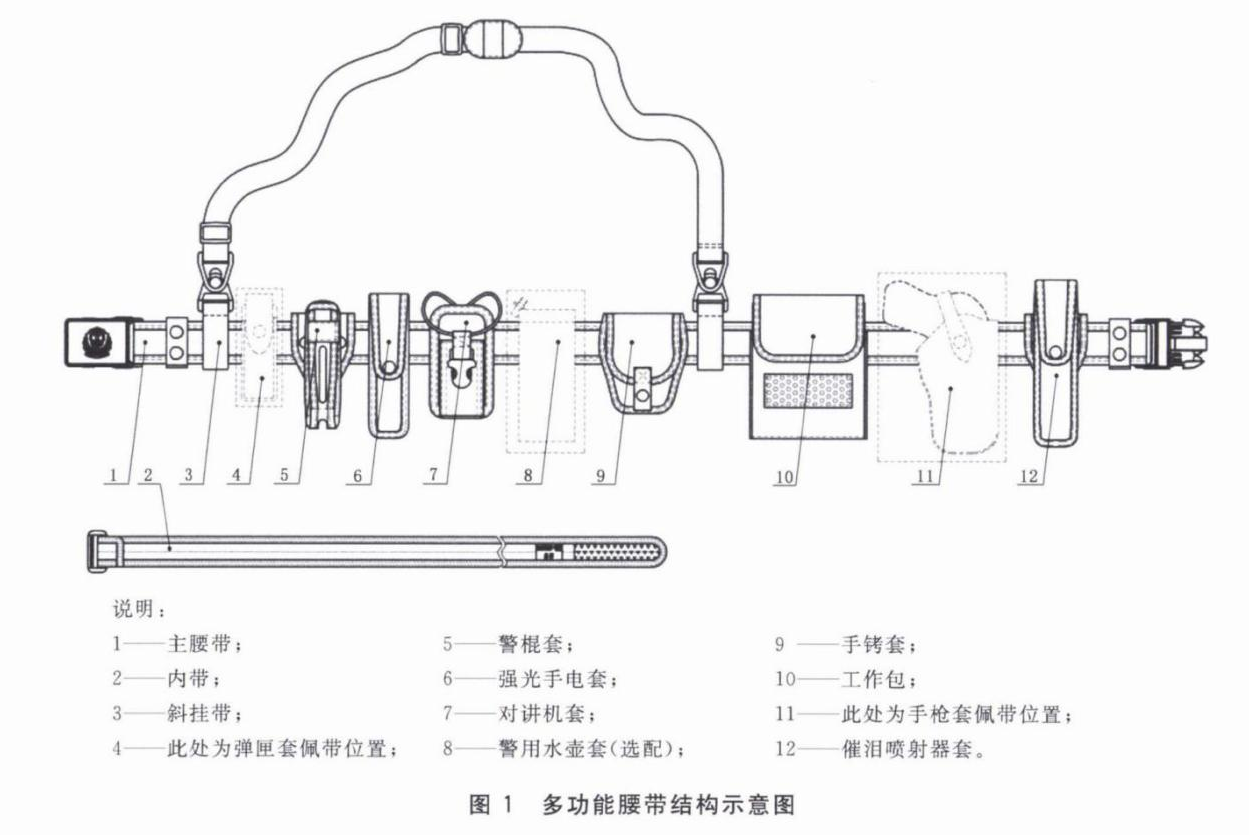 1 2 3 4 5 6 7 8 9 10 11 12
说明：
1——主腰带； 5——警棍套； 9 ——手铐套；
2——内带； 6——强光手电套； 10——工作包；
3——斜挂带； 7——对讲机套； 11——此处为手枪套佩带位置；
4——此处为弹匣套佩带位置； 8——警用水壶套（选配）； 12——催泪喷射器套。
图 1 多功能腰带结构示意图